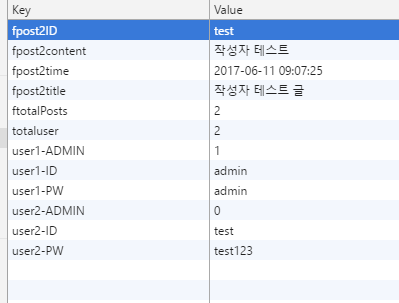 Key Value
fpost2ID test
fpost2content 작성자 테스트
fpost2time 2017-06-11 09:07:25
fpost2title 작성자 테스트 글
ftotalPosts 2
totaluser 2
user1-ADMIN 1
user1-ID admin
user1-PW admin
user2-ADMIN 0
user2-ID test
user2-PW test123